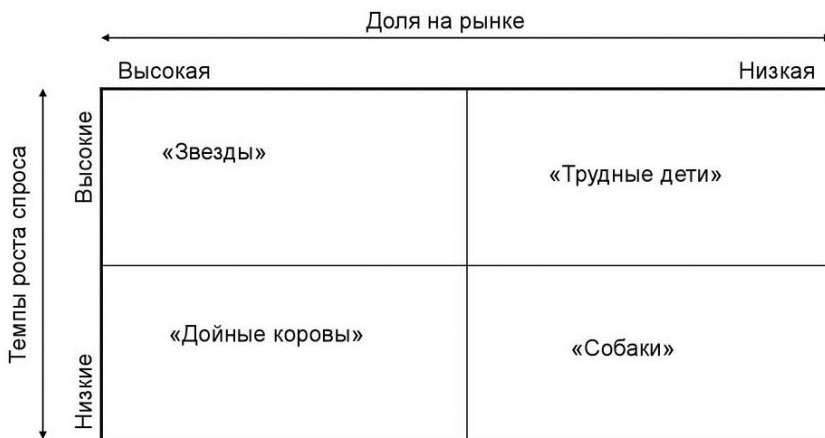 Доля на рынке
Высокая
Низкая
Темпы роста спроса
Высокие
Низкие
«Звезды»
«Трудные дети»
«Дойные коровы»
«Собаки»